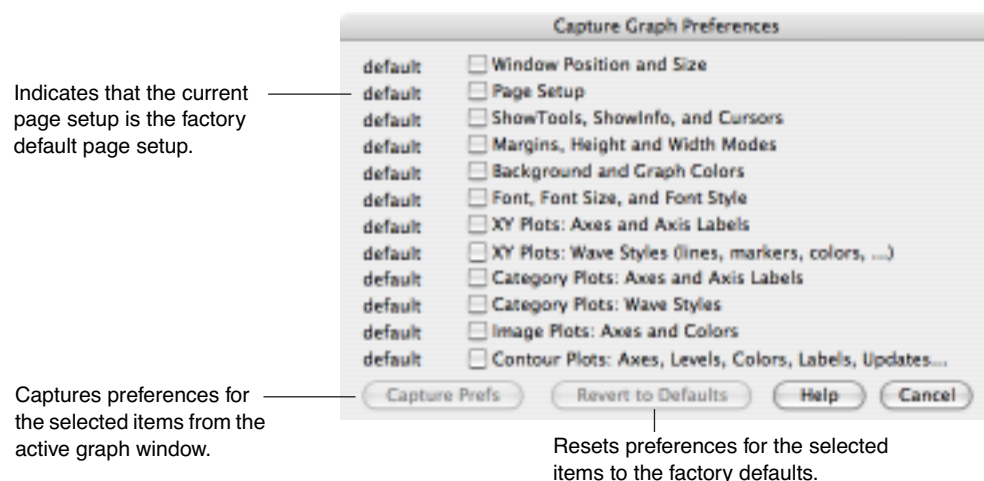 Capture Graph Preferences
default Window Position and Size
default Page Setup
default ShowTools, ShowInfo, and Cursors
default Margins, Height and Width Modes
default Background and Graph Colors
default Font, Font Size, and Font Style
default XY Plots: Axes and Axis Labels
default XY Plots: Wave Styles (lines, markers, colors, ...)
default Category Plots: Axes and Axis Labels
default Category Plots: Wave Styles
default Image Plots: Axes and Colors
default Contour Plots: Axes, Levels, Colors, Labels, Updates...
Capture Prefs Revert to Defaults Help Cancel
Indicates that the current
page setup is the factory
default page setup.
Captures preferences for
the selected items from the
active graph window.
Resets preferences for the selected
items to the factory defaults.